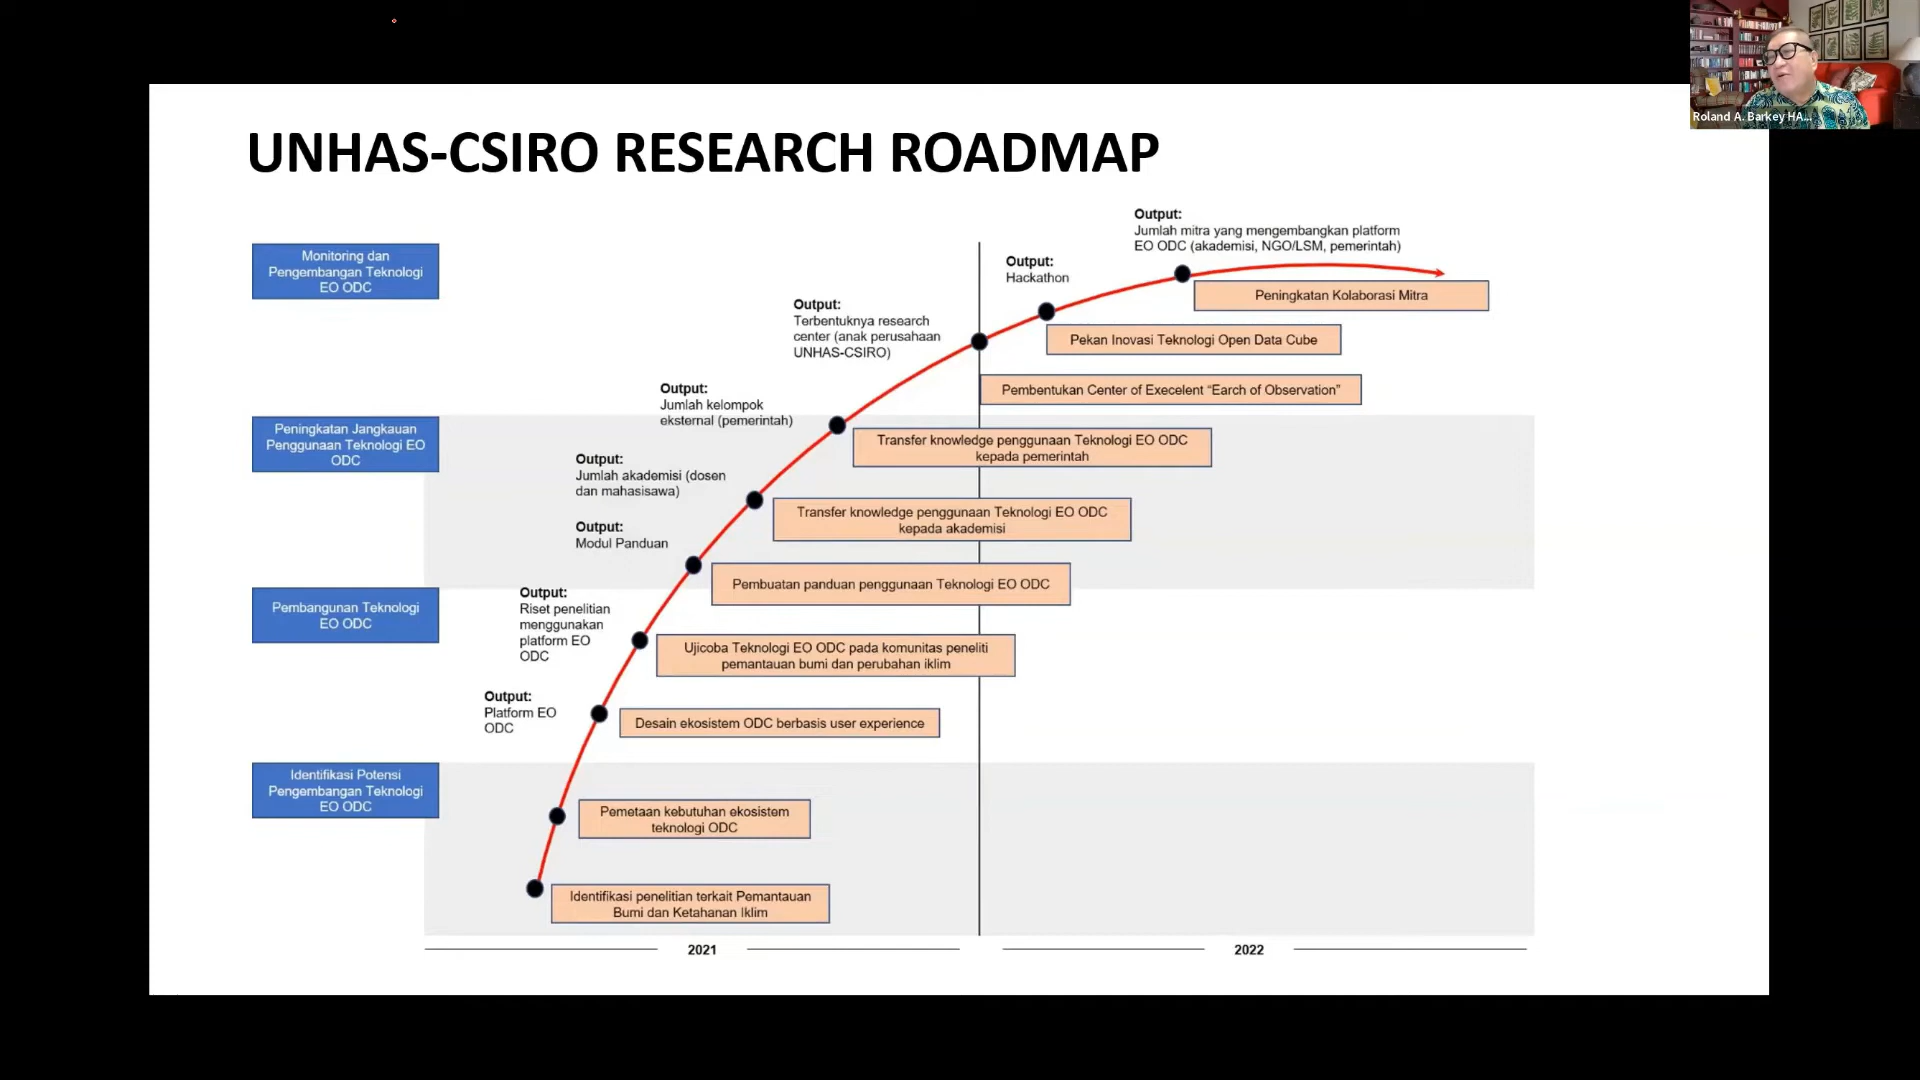 Roland A. Barkey HA...
UNHAS-CSIRO RESEARCH ROADMAP
Output:
Jumlah mitra yang mengembangkan platform
EO ODC (akademisi, NGO/LSM, pemerintah)
Monitoring dan
Pengembangan Teknologi
EO ODC
Output:
Hackathon
Peningkatan Kolaborasi Mitra
Output:
Terbentuknya research
center (anak perusahaan
UNHAS-CSIRO)
Pekan Inovasi Teknologi Open Data Cube
Pembentukan Center of Execelent “Earch of Observation”
Output:
Jumlah kelompok
eksternal (pemerintah)
Peningkatan Jangkauan
Penggunaan Teknologi EO
ODC
Transfer knowledge penggunaan Teknologi EO ODC
kepada pemerintah
Output:
Jumlah akademisi (dosen
dan mahasisawa)
Transfer knowledge penggunaan Teknologi EO ODC
kepada akademisi
Output:
Modul Panduan
Pembuatan panduan penggunaan Teknologi EO ODC
Pembangunan Teknologi
EO ODC
Output:
Riset penelitian
menggunakan
platform EO
ODC
Ujicoba Teknologi EO ODC pada komunitas peneliti
pemantauan bumi dan perubahan iklim
Output:
Platform EO
ODC
Desain ekosistem ODC berbasis user experience
Identifikasi Potensi
Pengembangan Teknologi
EO ODC
Pemetaan kebutuhan ekosistem
teknologi ODC
Identifikasi penelitian terkait Pemantauan
Bumi dan Ketahanan Iklim
2021
2022